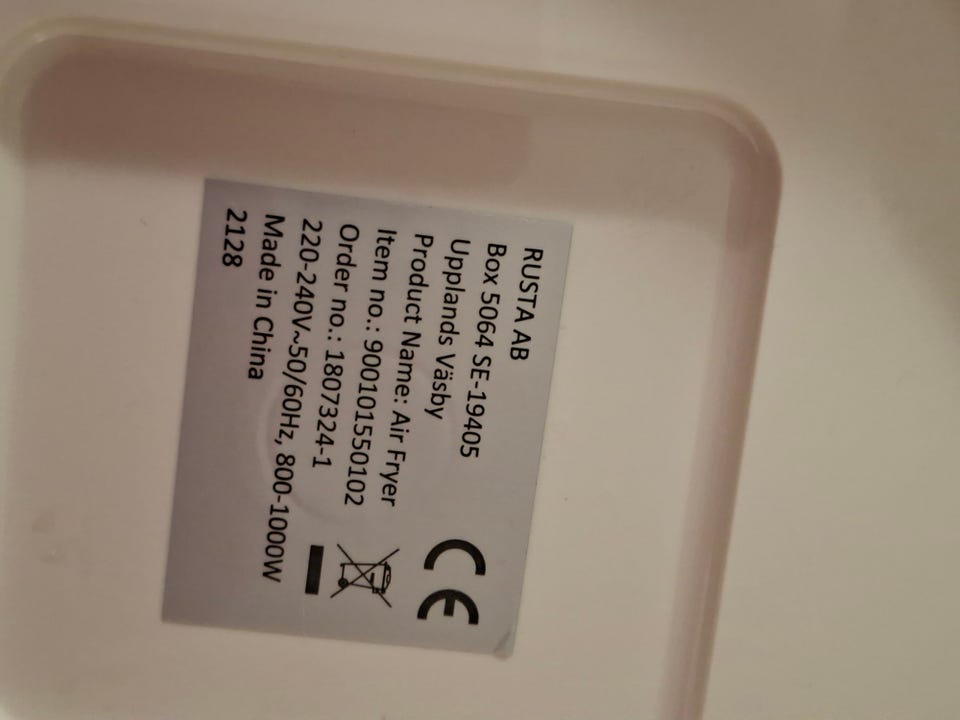 RUSTA AB
Box 5064 SE-19405
Upplands Väsby
Product Name: Air Fryer
Item no.: 900101550102
Order no.: 1807324-1
220-240V~50/60Hz, 800-1000W
Made in China
2128
CE